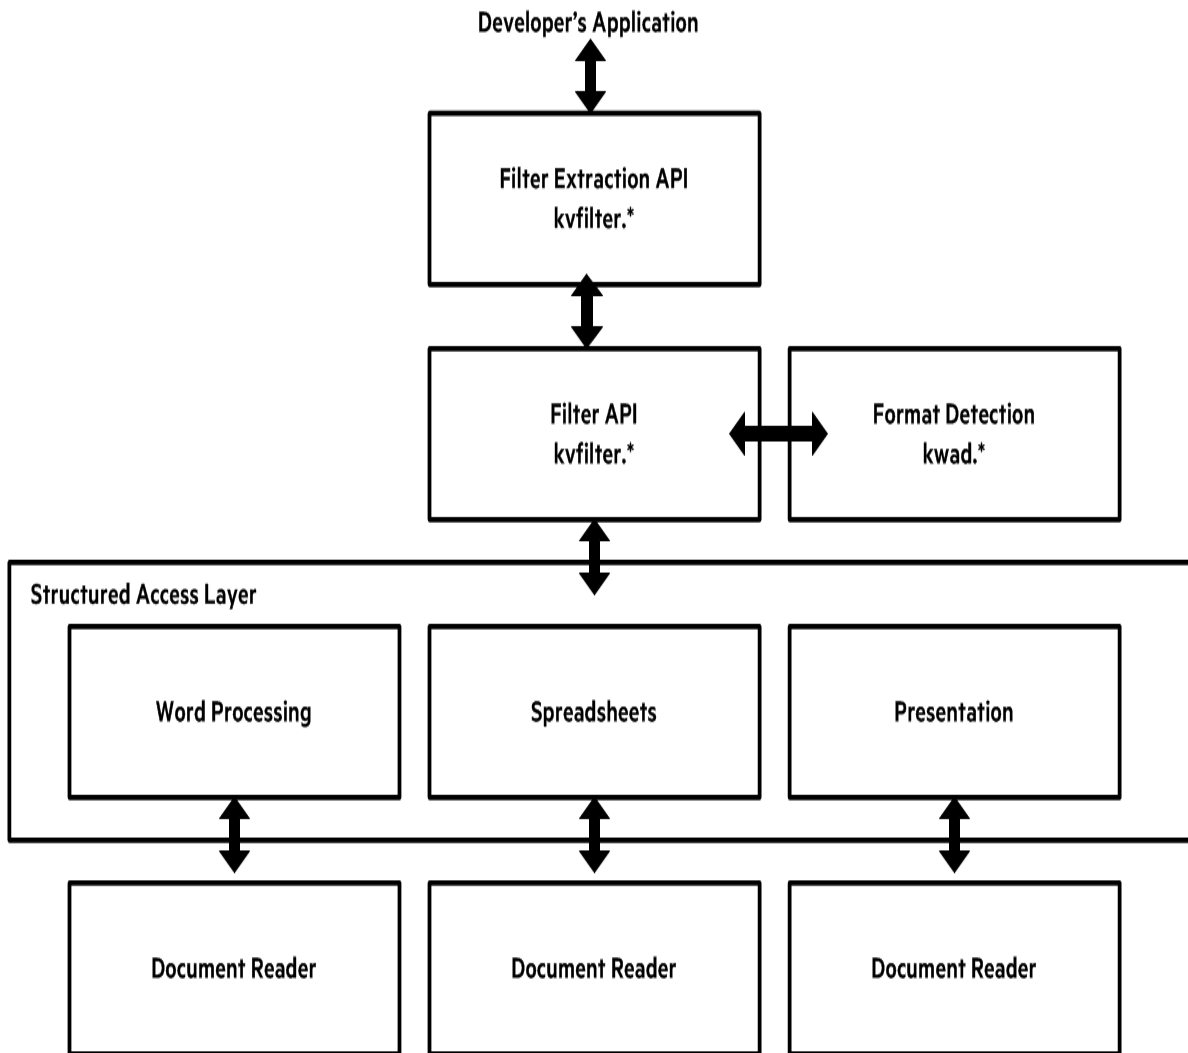 Developer’s Application
Filter Extraction API
kvfilter.*
Filter API
kvfilter.*
Format Detection
kwad.*
Structured Access Layer
Word Processing
Spreadsheets
Presentation
Document Reader
Document Reader
Document Reader